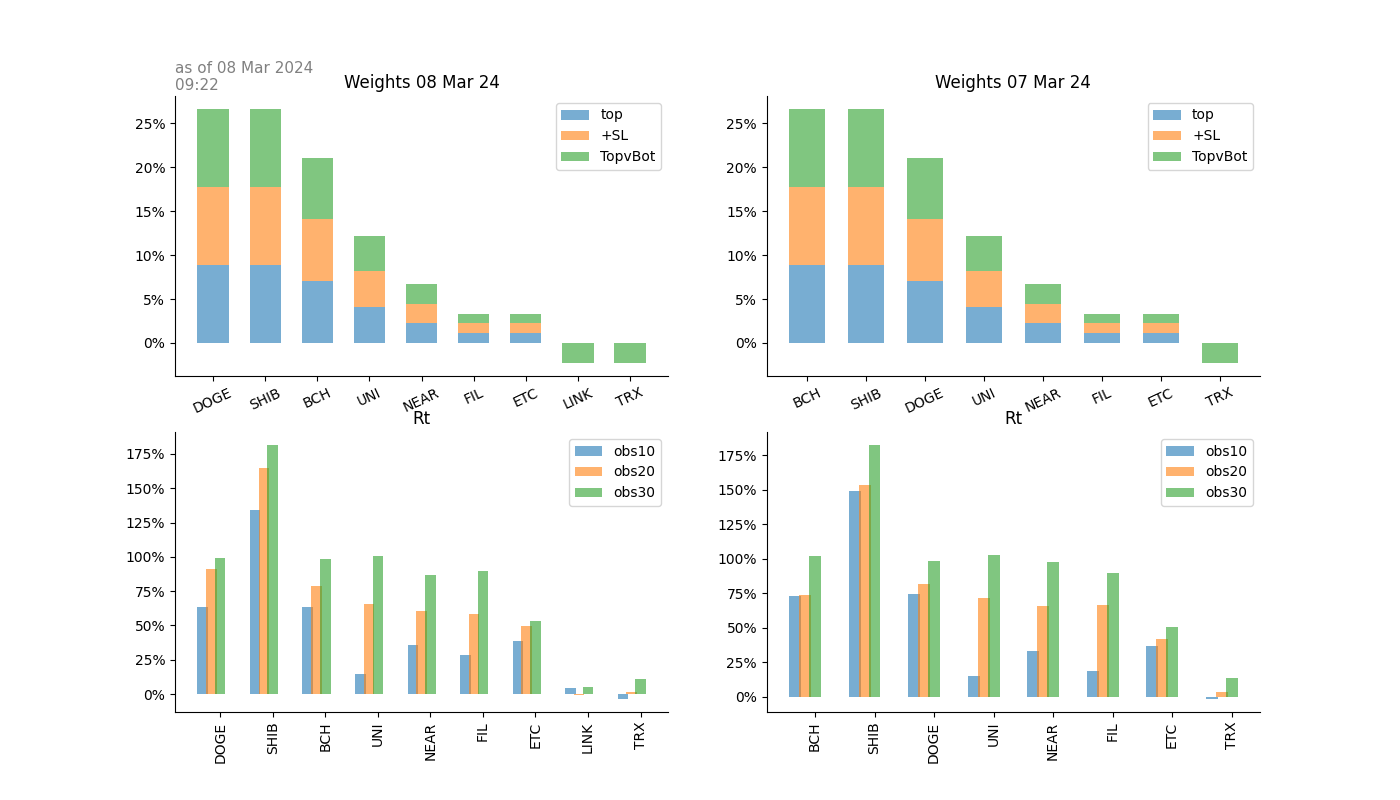 as of 08 Mar 2024
09:22
Weights 08 Mar 24
25%
20%
15%
10%
5%
0%
top
+SL
TopvBot
DOGE
SHIB
BCH
UNI
NEAR
FIL
ETC
LINK
TRX
Weights 07 Mar 24
25%
20%
15%
10%
5%
0%
top
+SL
TopvBot
BCH
SHIB
DOGE
UNI
NEAR
FIL
ETC
TRX
Rt
175%
150%
125%
100%
75%
50%
25%
0%
obs10
obs20
obs30
DOGE
SHIB
BCH
UNI
NEAR
FIL
ETC
LINK
TRX
Rt
175%
150%
125%
100%
75%
50%
25%
0%
obs10
obs20
obs30
BCH
SHIB
DOGE
UNI
NEAR
FIL
ETC
TRX